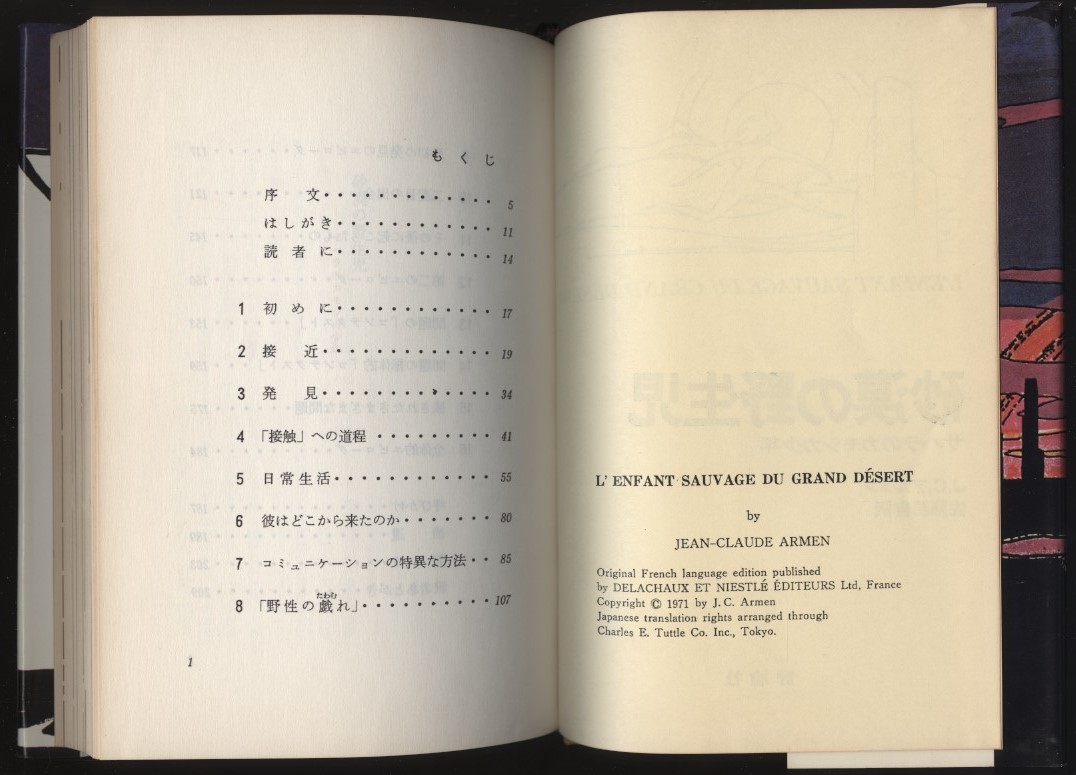 もくじ
序文・・・・・・・・・・・・・5
はしがき・・・・・・・・・・・・11
読者に・・・・・・・・・・・・14
1 初めに・・・・・・・・・・・・17
2 接近・・・・・・・・・・・・・19
3 発見・・・・・・・・・・・・・34
4 「接触」への道程・・・・・・・・・41
5 日常生活・・・・・・・・・・・・55
6 彼はどこから来たのか・・・・・・・80
7 コミュニケーションの特異な方法・・85
8 「野性の戯れ」・・・・・・・・・・107
たわむ
1
L' ENFANT SAUVAGE DU GRAND DÉSERT
by
JEAN-CLAUDE ARMEN
Original French language edition published
by DELACHAUX ET NIESTLÉ ÉDITEURS Ltd, France
Copyright © 1971 by J. C. Armen
Japanese translation rights arranged through
Charles E. Tuttle Co. Inc., Tokyo.